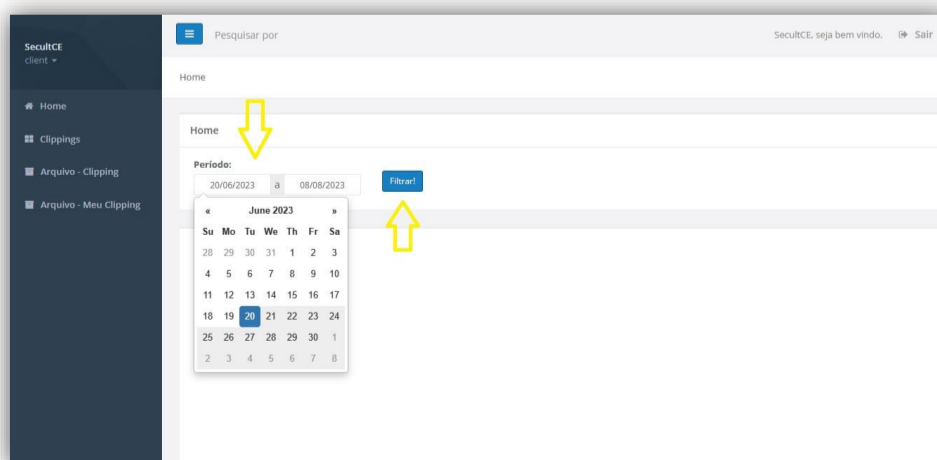 SecultCE
client
Pesquisar por
SecultCE, seja bem vindo.
Sair
Home
Home
Clippings
Arquivo - Clipping
Arquivo - Meu Clipping
Home
Período:
20/06/2023 a 08/08/2023
Filtrar!
« June 2023 »
Su Mo Tu We Th Fr Sa
28 29 30 31 1 2 3
4 5 6 7 8 9 10
11 12 13 14 15 16 17
18 19 20 21 22 23 24
25 26 27 28 29 30 1
2 3 4 5 6 7 8